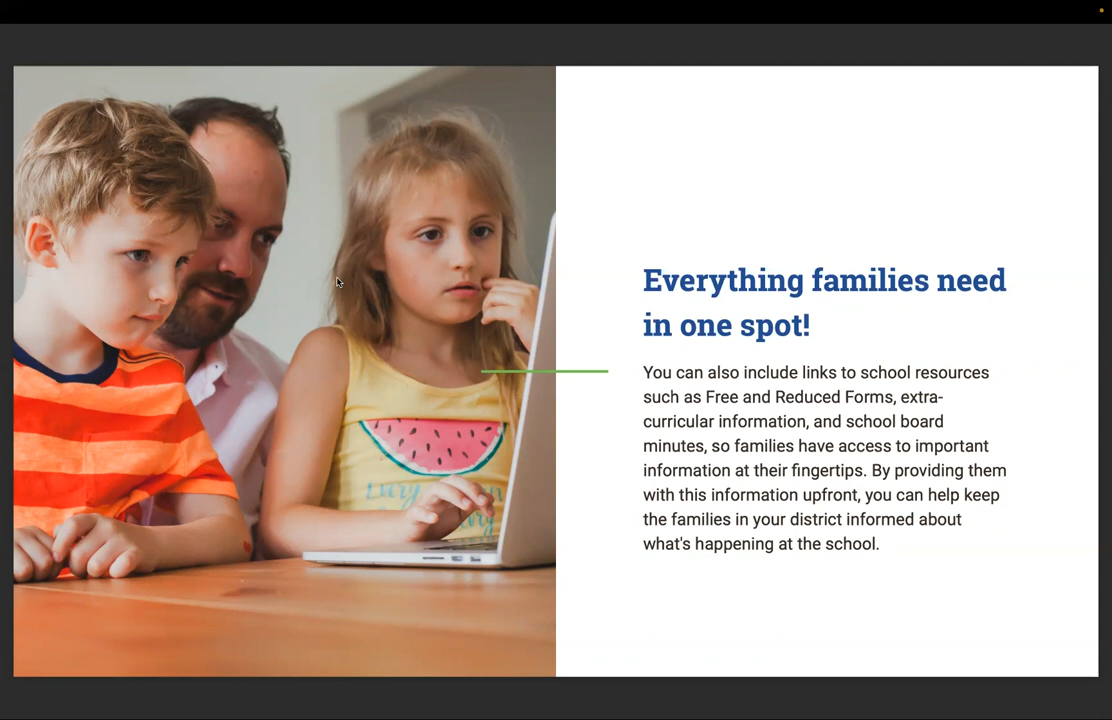 Everything families need
in one spot!
You can also include links to school resources
such as Free and Reduced Forms, extra-
curricular information, and school board
minutes, so families have access to important
information at their fingertips. By providing them
with this information upfront, you can help keep
the families in your district informed about
what's happening at the school.